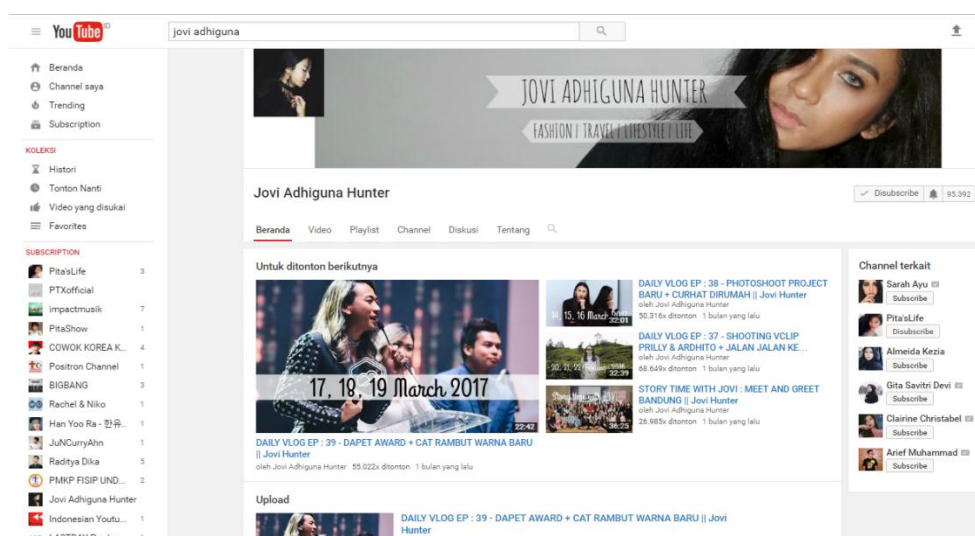 YouTube ID
jovi adhiguna
Beranda
Channel saya
Trending
Subscription
KOLEKSI
Histori
Tonton Nanti
Video yang disukai
Favorites
SUBSCRIPTION
Pita'sLife 3
PTXofficial
impactmusik 7
PitaShow 1
COWOK KOREA K... 4
Positron Channel 1
BIGBANG 3
Rachel & Niko 1
Han Yoo Ra - 한유... 1
JuNCurryAhn 1
Raditya Dika 5
PMKP FISIP UND... 2
Jovi Adhiguna Hunter
Indonesian Youtu... 1
JOVI ADHIGUNA HUNTER
FASHION / TRAVEL / LIFESTYLE / LIFE
Jovi Adhiguna Hunter
Disubscribe 95.392
Beranda Video Playlist Channel Diskusi Tentang
Untuk ditonton berikutnya
17, 18, 19 March 2017
22:42
DAILY VLOG EP : 39 - DAPET AWARD + CAT RAMBUT WARNA BARU
|| Jovi Hunter
oleh Jovi Adhiguna Hunter 55.022x ditonton 1 bulan yang lalu
14, 15, 16 March
32:01
DAILY VLOG EP : 38 - PHOTOSHOOT PROJECT
BARU + CURHAT DIRUMAH || Jovi Hunter
oleh Jovi Adhiguna Hunter
50.316x ditonton 1 bulan yang lalu
32:39
DAILY VLOG EP : 37 - SHOOTING VCLIP
PRILLY & ARDHITO + JALAN JALAN KE...
oleh Jovi Adhiguna Hunter
68.649x ditonton 1 bulan yang lalu
36:25
STORY TIME WITH JOVI : MEET AND GREET
BANDUNG || Jovi Hunter
oleh Jovi Adhiguna Hunter
26.985x ditonton 1 bulan yang lalu
Upload
DAILY VLOG EP : 39 - DAPET AWARD + CAT RAMBUT WARNA BARU || Jovi
Hunter
Channel terkait
Sarah Ayu
Subscribe
Pita'sLife
Disubscribe
Almeida Kezia
Subscribe
Gita Savitri Devi
Subscribe
Clairine Christabel
Subscribe
Arief Muhammad
Subscribe